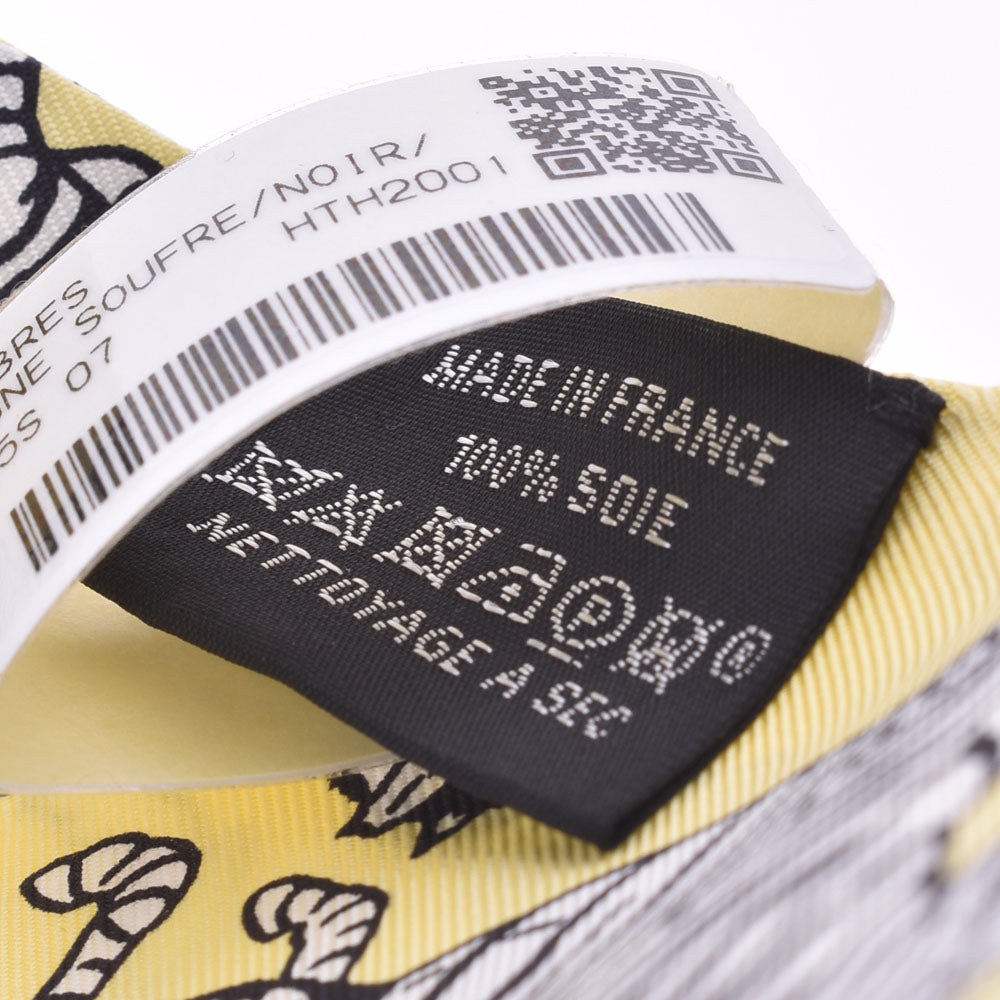 BRES
NE SOUFRE/NOIR/
5S 07 HTH2001
MADE IN FRANCE
100% SOIE
P
NETTOYAGE A SEC